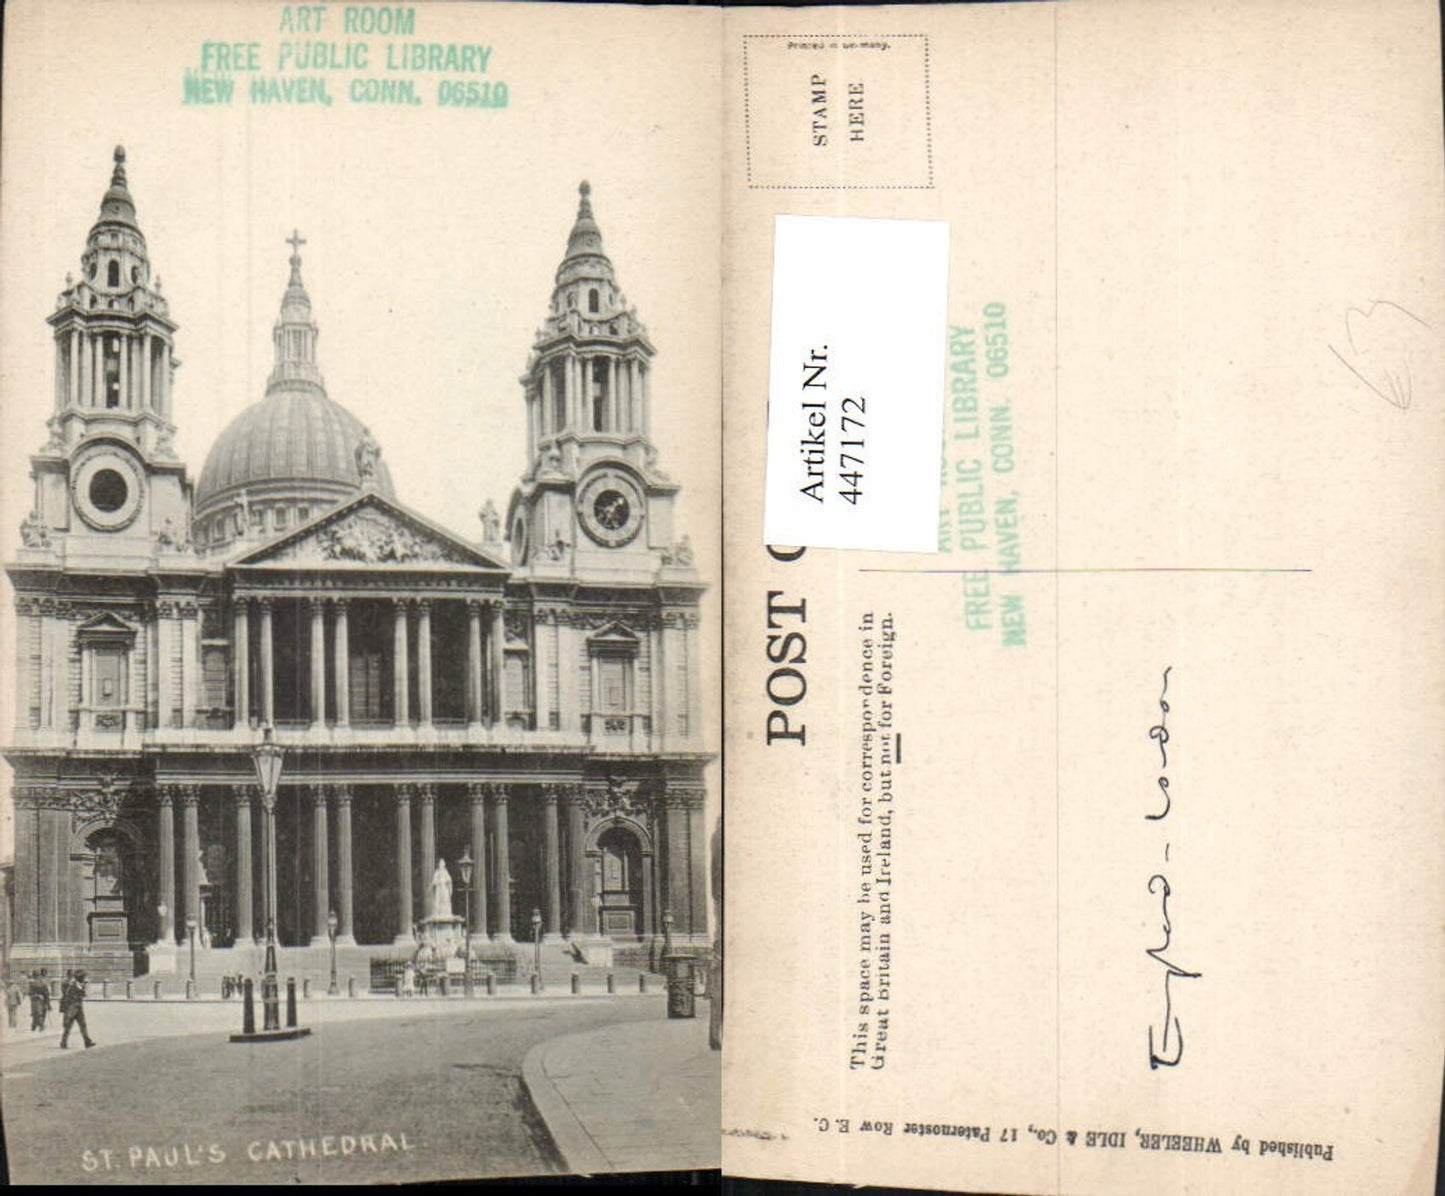 ART ROOM
FREE PUBLIC LIBRARY
NEW HAVEN, CONN. 06510
ST. PAUL'S CATHEDRAL.
Printed in Germany.
STAMP
HERE
Artikel Nr.
447172
POST
FREE PUBLIC LIBRARY
NEW HAVEN, CONN. 06510
This space may be used for correspondence in
Great Britain and Ireland, but not for Foreign.
England - London
Published by WHEELER, IDLE & Co., 17 Paternoster Row E. C.